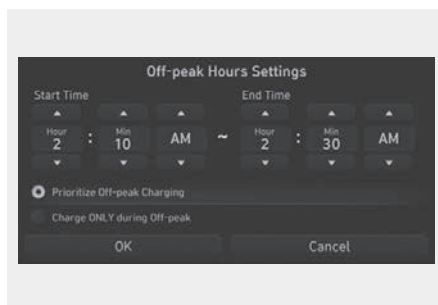 Off-peak Hours Settings
Start Time End Time
Hour Min Hour Min
2 : 10 AM ~ 2 : 30 AM
Prioritize Off-peak Charging
Charge ONLY during Off-peak
OK Cancel